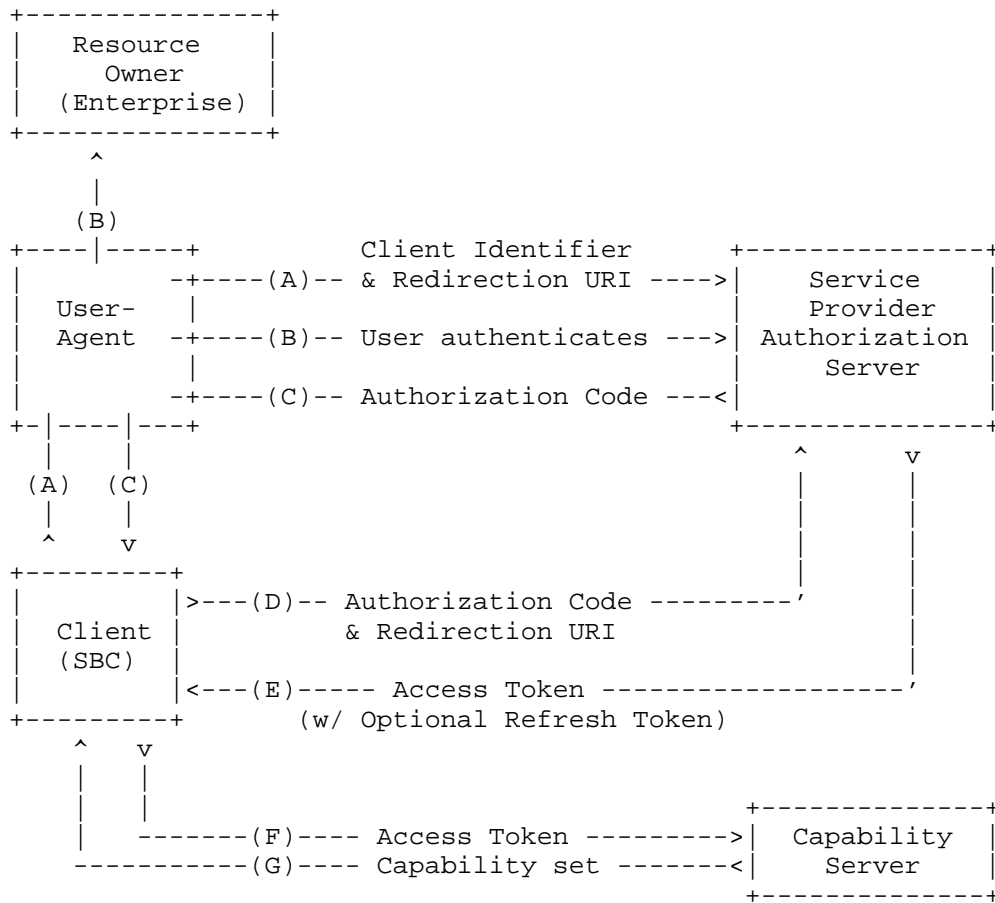 Resource
Owner
(Enterprise)
(B)
Client Identifier
(A) & Redirection URI
Service
User-
Provider
Agent
(B) User authenticates
Authorization
Server
(C) Authorization Code
(A) (C)
v
v
(D) Authorization Code
Client
& Redirection URI
(SBC)
(E) Access Token
(w/ Optional Refresh Token)
v
(F) Access Token
Capability
(G) Capability set
Server